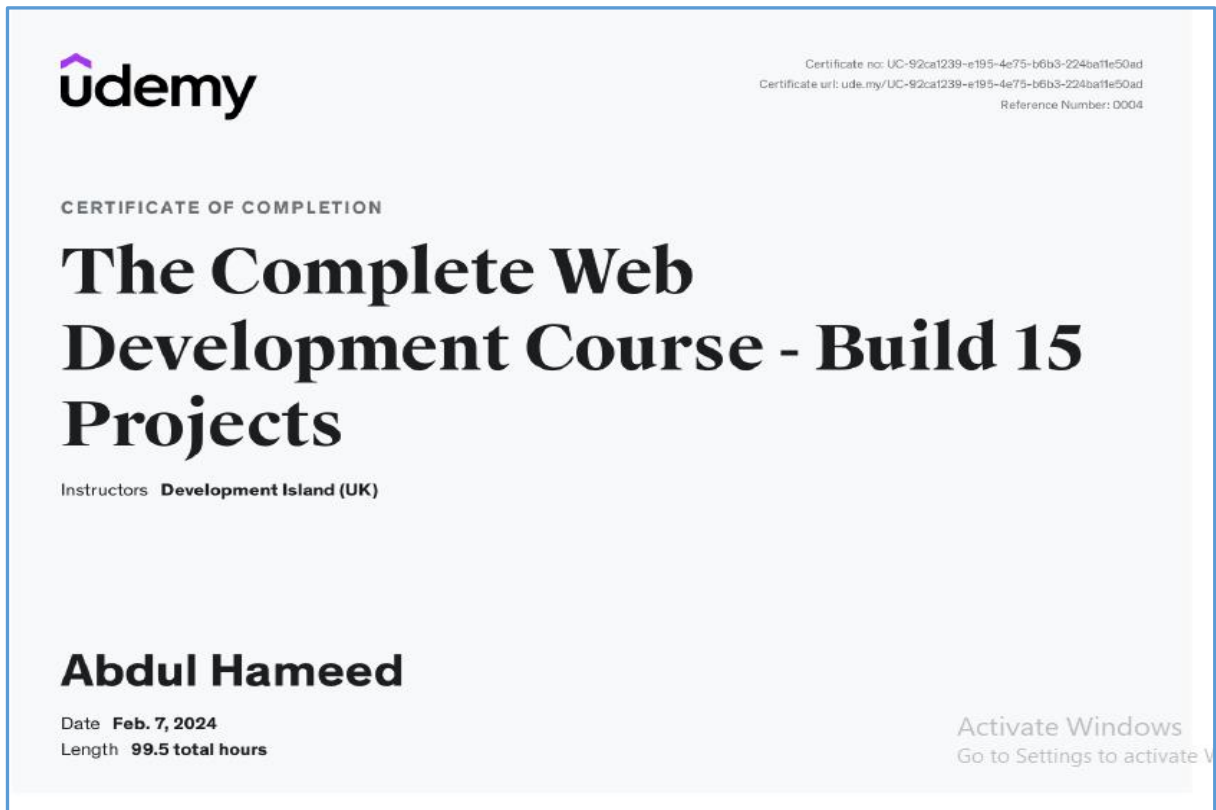 udemy
Certificate no: UC-92ca1239-e195-4e75-b6b3-224ba11e50ad
Certificate url: ude.my/UC-92ca1239-e195-4e75-b6b3-224ba11e50ad
Reference Number: 0004
CERTIFICATE OF COMPLETION
The Complete Web
Development Course - Build 15
Projects
Instructors Development Island (UK)
Abdul Hameed
Date Feb. 7, 2024
Length 99.5 total hours
Activate Windows
Go to Settings to activate W